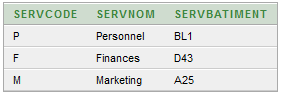 SERVCODE SERVNOM SERVBATIMENT
P Personnel BL1
F Finances D43
M Marketing A25